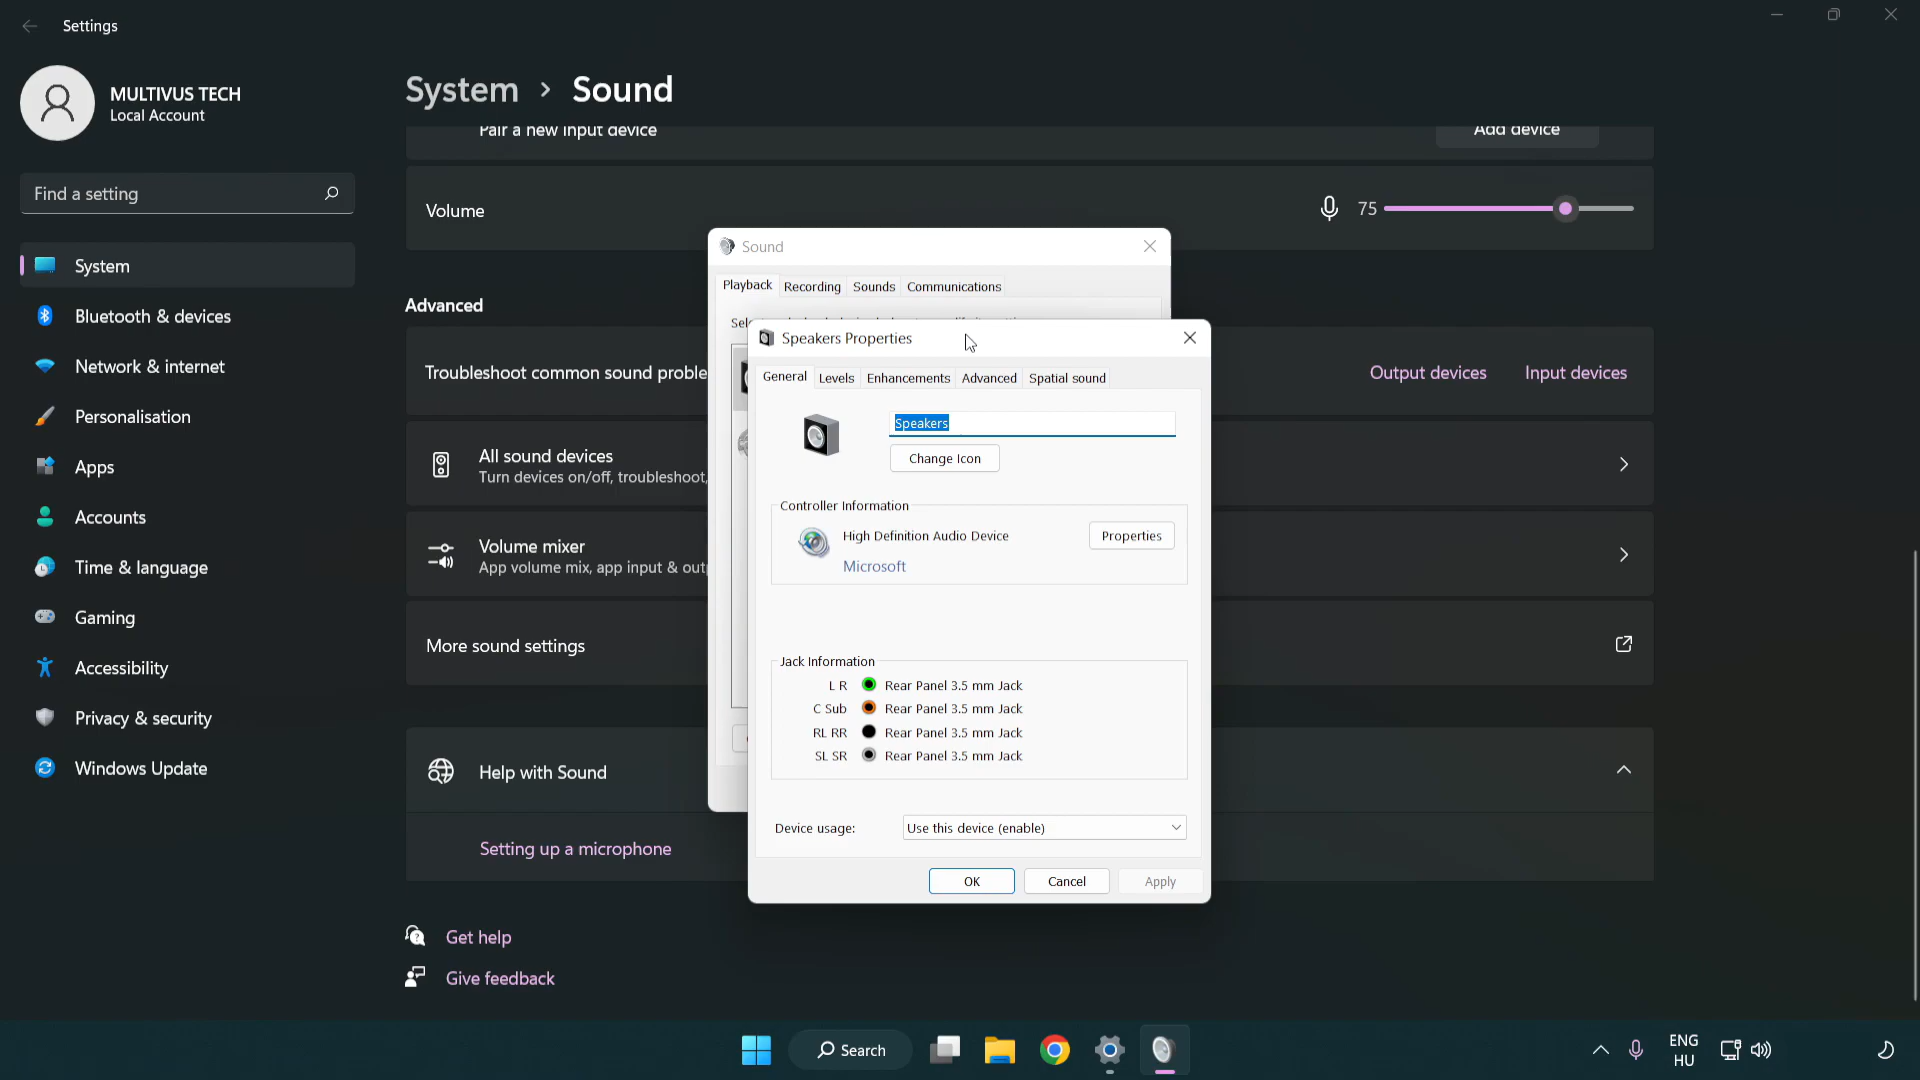 Settings
MULTIVUS TECH
Local Account
Find a setting
System
Bluetooth & devices
Network & internet
Personalisation
Apps
Accounts
Time & language
Gaming
Accessibility
Privacy & security
Windows Update
System › Sound
Pair a new input device
Add device
Volume
75
Advanced
Troubleshoot common sound proble
Output devices
Input devices
All sound devices
Turn devices on/off, troubleshoot,
Volume mixer
App volume mix, app input & out
More sound settings
Help with Sound
Setting up a microphone
Get help
Give feedback
Sound
Playback
Recording
Sounds
Communications
Speakers Properties
General
Levels
Enhancements
Advanced
Spatial sound
Speakers
Change Icon
Controller Information
High Definition Audio Device
Properties
Microsoft
Jack Information
L R Rear Panel 3.5 mm Jack
C Sub Rear Panel 3.5 mm Jack
RL RR Rear Panel 3.5 mm Jack
SL SR Rear Panel 3.5 mm Jack
Device usage:
Use this device (enable)
OK
Cancel
Apply
Search
ENG
HU